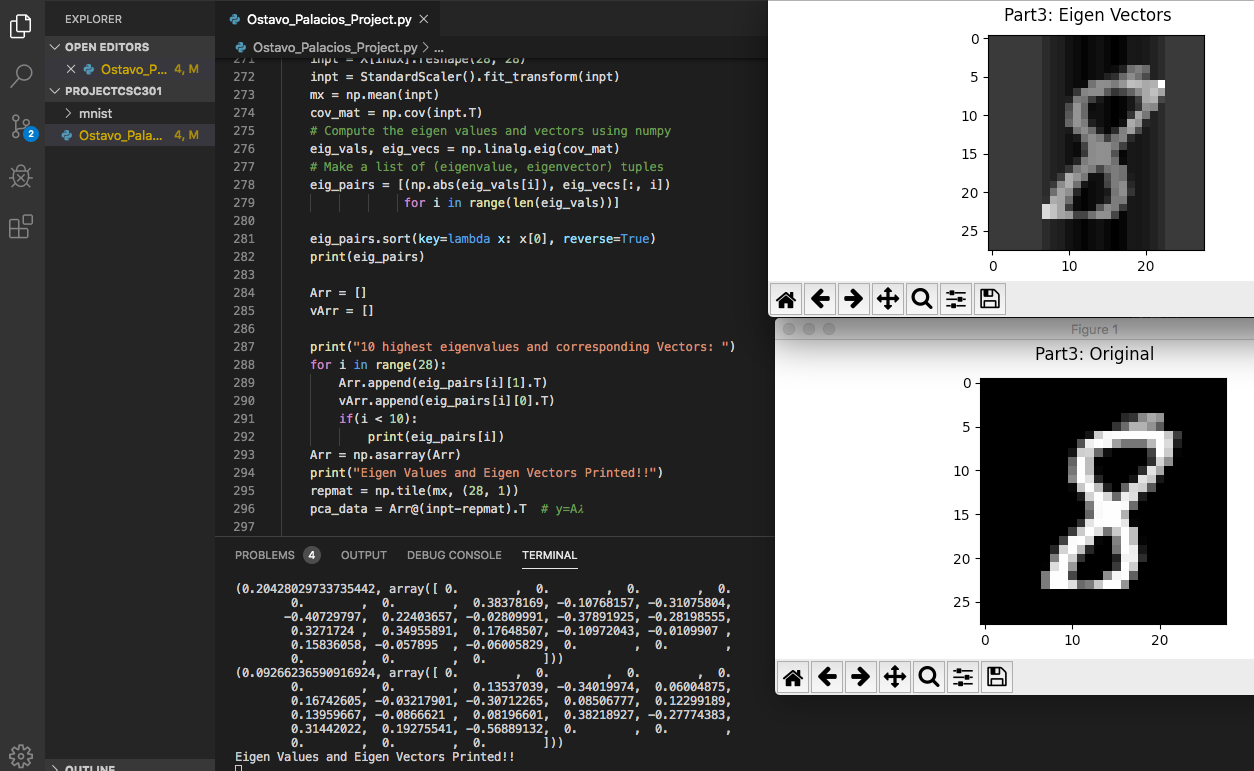 EXPLORER
OPEN EDITORS
Ostavo_P... 4, M
PROJECTCSC301
mnist
Ostavo_Pala... 4, M
2
OUTLINE
Ostavo_Palacios_Project.py
Ostavo_Palacios_Project.py > ...
271 inpt = X[indx].reshape(28, 28)
272 inpt = StandardScaler().fit_transform(inpt)
273 mx = np.mean(inpt)
274 cov_mat = np.cov(inpt.T)
275 # Compute the eigen values and vectors using numpy
276 eig_vals, eig_vecs = np.linalg.eig(cov_mat)
277 # Make a list of (eigenvalue, eigenvector) tuples
278 eig_pairs = [(np.abs(eig_vals[i]), eig_vecs[:, i])
279 for i in range(len(eig_vals))]
280
281 eig_pairs.sort(key=lambda x: x[0], reverse=True)
282 print(eig_pairs)
283
284 Arr = []
285 vArr = []
286
287 print("10 highest eigenvalues and corresponding Vectors: ")
288 for i in range(28):
289 Arr.append(eig_pairs[i][1].T)
290 vArr.append(eig_pairs[i][0].T)
291 if(i < 10):
292 print(eig_pairs[i])
293 Arr = np.asarray(Arr)
294 print("Eigen Values and Eigen Vectors Printed!!")
295 repmat = np.tile(mx, (28, 1))
296 pca_data = Arr@(inpt-repmat).T # y=Aλ
297
PROBLEMS 4 OUTPUT DEBUG CONSOLE TERMINAL
(0.20428029733735442, array([ 0. , 0. , 0. , 0.
0. , 0. , 0.38378169, -0.10768157, -0.31075804,
-0.40729797, 0.22403657, -0.02809991, -0.37891925, -0.28198555,
0.3271724 , 0.34955891, 0.17648507, -0.10972043, -0.0109907 ,
0.15836058, -0.057895 , -0.06005829, 0. , 0. ,
0. , 0. , 0. ]))
(0.09266236590916924, array([ 0. , 0. , 0. , 0.
0. , 0. , 0.13537039, -0.34019974, 0.06004875,
0.16742605, -0.03217901, -0.30712265, 0.08506777, 0.12299189,
0.13959667, -0.0866621 , 0.08196601, 0.38218927, -0.27774383,
0.31442022, 0.19275541, -0.56889132, 0. , 0. ,
0. , 0. , 0. ]))
Eigen Values and Eigen Vectors Printed!!
Part3: Eigen Vectors
0
5
10
15
20
25
0 10 20
Figure 1
Part3: Original
0
5
10
15
20
25
0 10 20